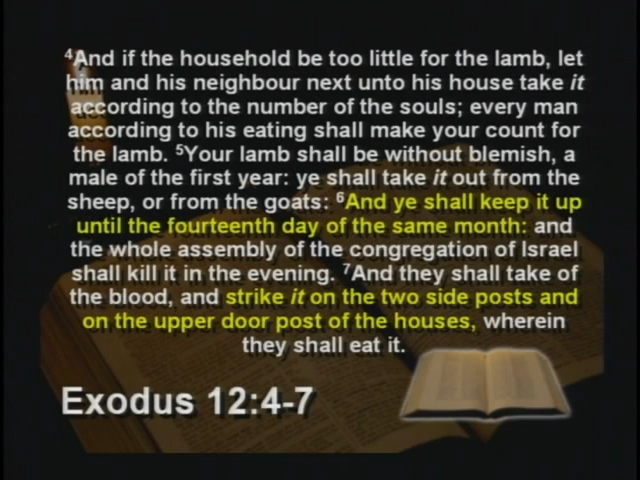 ⁴And if the household be too little for the lamb, let
him and his neighbour next unto his house take it
according to the number of the souls; every man
according to his eating shall make your count for
the lamb. ⁵Your lamb shall be without blemish, a
male of the first year: ye shall take it out from the
sheep, or from the goats: ⁶And ye shall keep it up
until the fourteenth day of the same month: and
the whole assembly of the congregation of Israel
shall kill it in the evening. ⁷And they shall take of
the blood, and strike it on the two side posts and
on the upper door post of the houses, wherein
they shall eat it.
Exodus 12:4-7